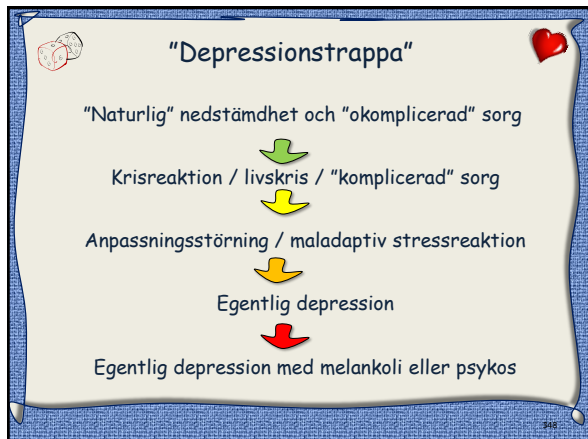 ”Depressionstrappa”
”Naturlig” nedstämdhet och ”okomplicerad” sorg
Krisreaktion / livskris / ”komplicerad” sorg
Anpassningsstörning / maladaptiv stressreaktion
Egentlig depression
Egentlig depression med melankoli eller psykos
348